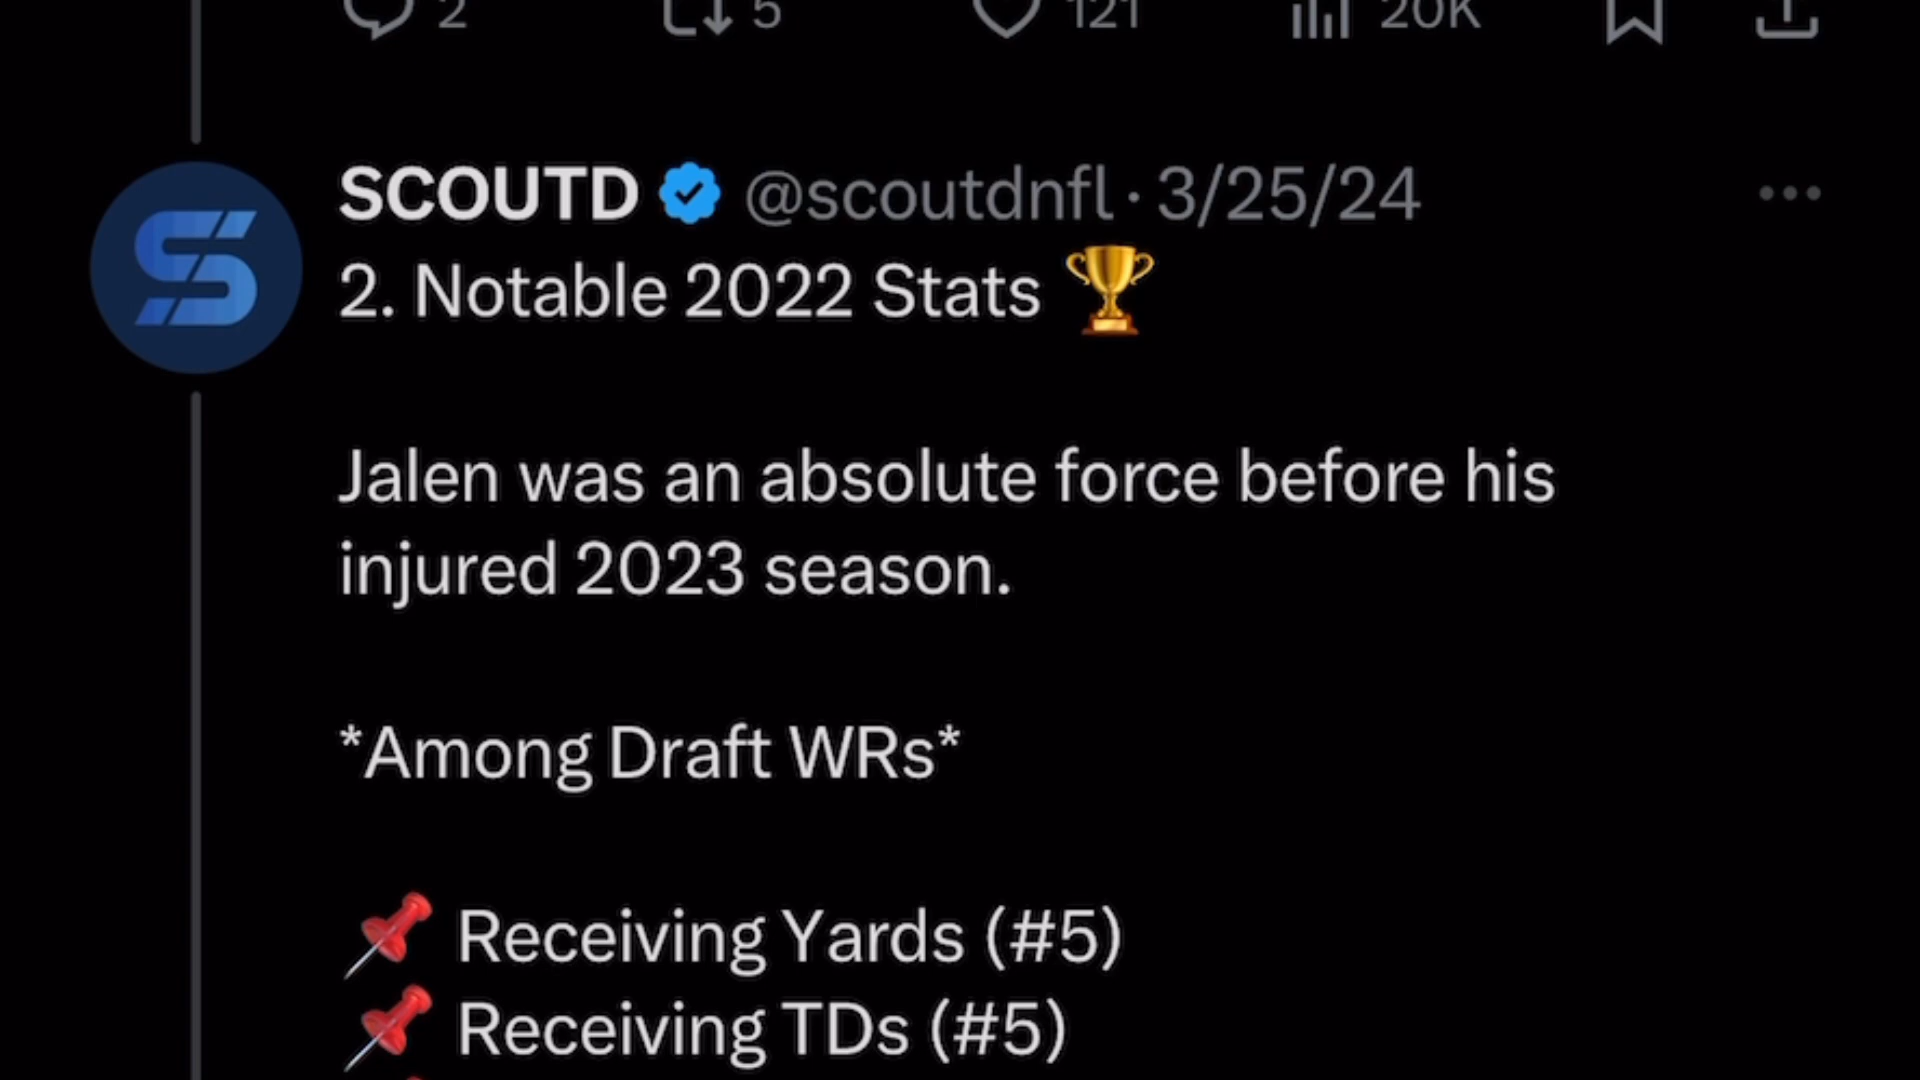 2 5 121 20K
SCOUTD @scoutdnfl · 3/25/24
2. Notable 2022 Stats 🏆
Jalen was an absolute force before his
injured 2023 season.
*Among Draft WRs*
📌 Receiving Yards (#5)
📌 Receiving TDs (#5)